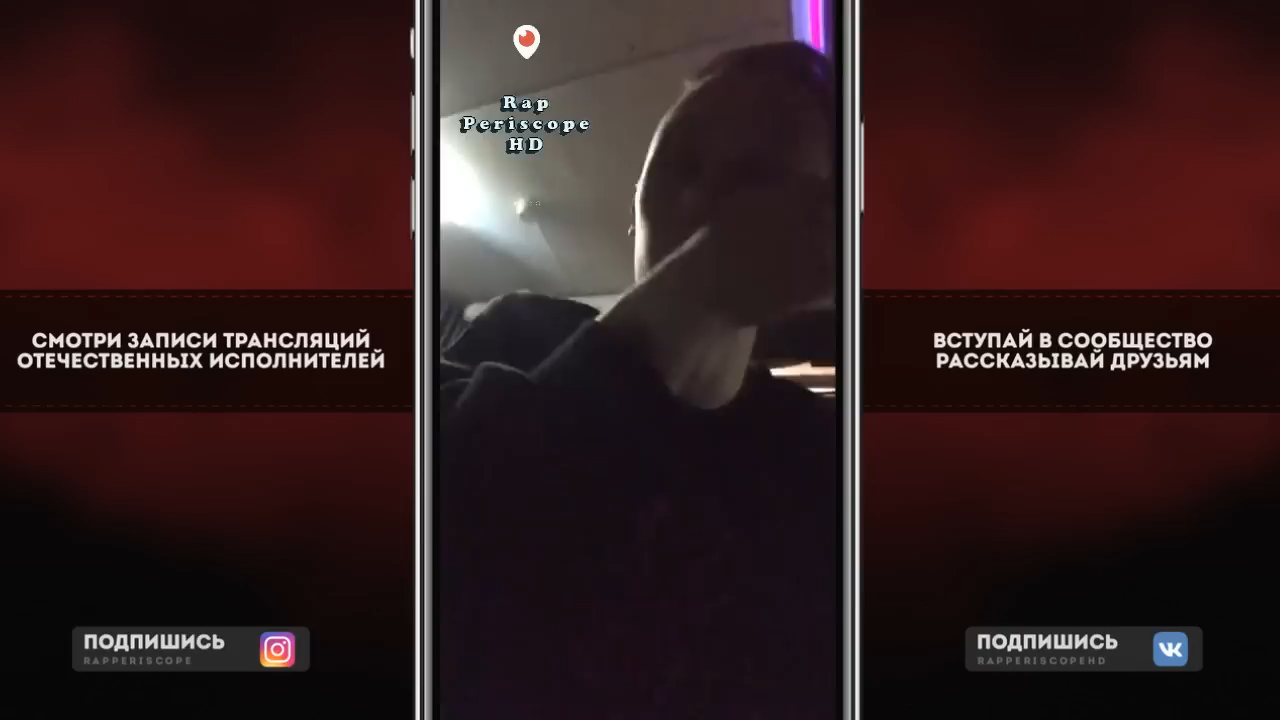 Rap
Periscope
HD
СМОТРИ ЗАПИСИ ТРАНСЛЯЦИЙ
ОТЕЧЕСТВЕННЫХ ИСПОЛНИТЕЛЕЙ
ВСТУПАЙ В СООБЩЕСТВО
РАССКАЗЫВАЙ ДРУЗЬЯМ
ПОДПИШИСЬ
RAPPERISCOPE
ПОДПИШИСЬ
RAPPERISCOPEHD